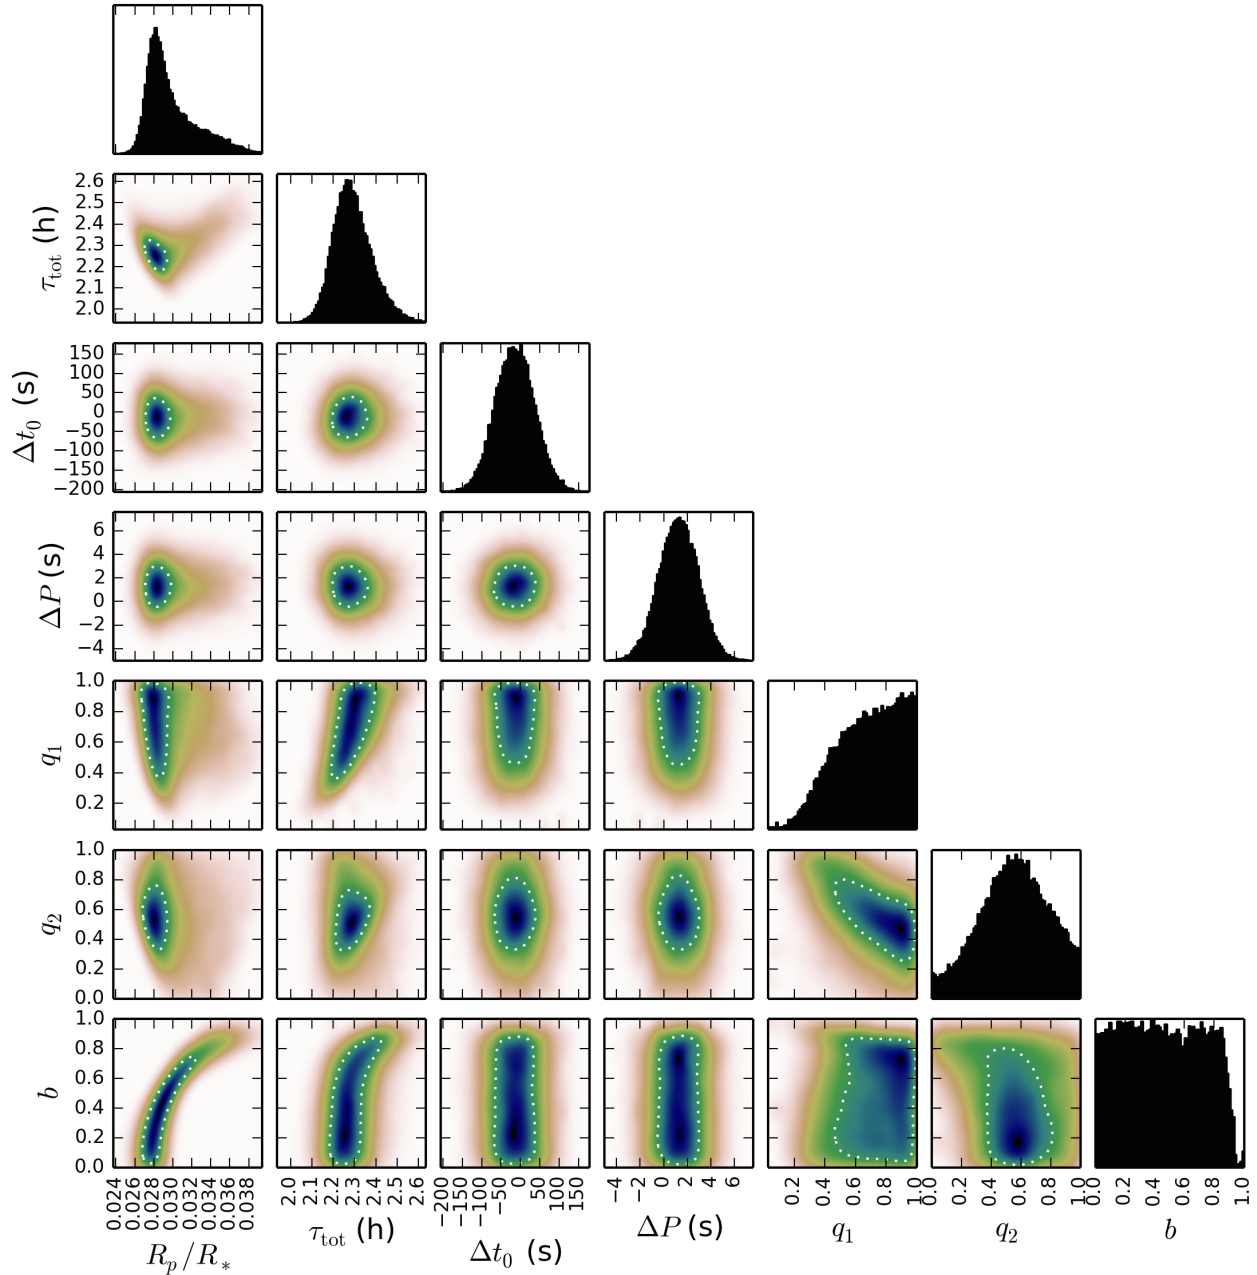 2.6
2.5
2.4
2.3
2.2
2.1
2.0
τtot (h)
150
100
50
0
−50
−100
−150
−200
Δt0 (s)
6
4
2
0
−2
−4
ΔP (s)
1.0
0.8
0.6
0.4
0.2
q1
1.0
0.8
0.6
0.4
0.2
0.0
q2
1.0
0.8
0.6
0.4
0.2
0.0
b
0.024 0.026 0.028 0.030 0.032 0.034 0.036 0.038
Rp/R*
2.0 2.1 2.2 2.3 2.4 2.5 2.6
τtot (h)
−200 −150 −100 −50 0 50 100 150
Δt0 (s)
−4 −2 0 2 4 6
ΔP (s)
0.2 0.4 0.6 0.8 1.0
q1
0.0 0.2 0.4 0.6 0.8 1.0
q2
0.0 0.2 0.4 0.6 0.8 1.0
b